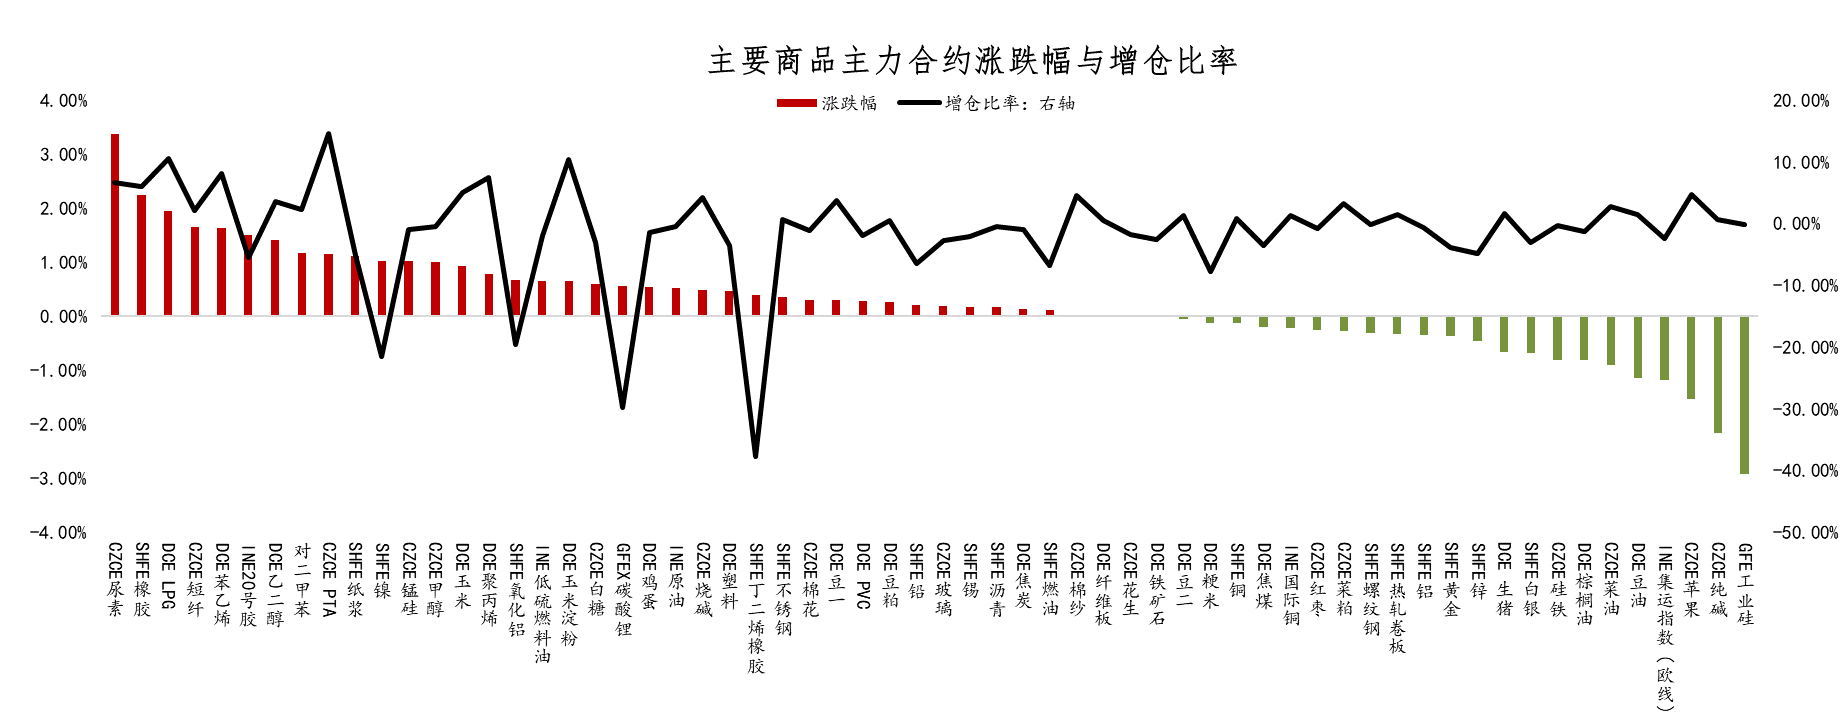 主要商品主力合约涨跌幅与增仓比率
涨跌幅
增仓比率：右轴
4.00%
3.00%
2.00%
1.00%
0.00%
-1.00%
-2.00%
-3.00%
-4.00%
20.00%
10.00%
0.00%
-10.00%
-20.00%
-30.00%
-40.00%
-50.00%
CZCE尿素
SHFE橡胶
DCE LPG
CZCE短纤
DCE苯乙烯
INE20号胶
DCE乙二醇
对二甲苯
CZCE PTA
SHFE纸浆
SHFE镍
CZCE锰硅
CZCE甲醇
DCE玉米
DCE聚丙烯
SHFE氧化铝
INE低硫燃料油
DCE玉米淀粉
CZCE白糖
GFEX碳酸锂
DCE鸡蛋
INE原油
CZCE烧碱
DCE塑料
SHFE丁二烯橡胶
SHFE不锈钢
CZCE棉花
DCE豆一
DCE PVC
DCE豆粕
SHFE铅
CZCE玻璃
SHFE锡
SHFE沥青
DCE焦炭
SHFE燃油
CZCE棉纱
DCE纤维板
CZCE花生
DCE铁矿石
DCE豆二
DCE粳米
SHFE铜
DCE焦煤
INE国际铜
CZCE红枣
CZCE菜粕
SHFE螺纹钢
SHFE热轧卷板
SHFE铝
SHFE黄金
SHFE锌
DCE 生猪
SHFE白银
CZCE硅铁
DCE棕榈油
CZCE菜油
DCE豆油
INE集运指数(欧线)
CZCE苹果
CZCE纯碱
GFE工业硅